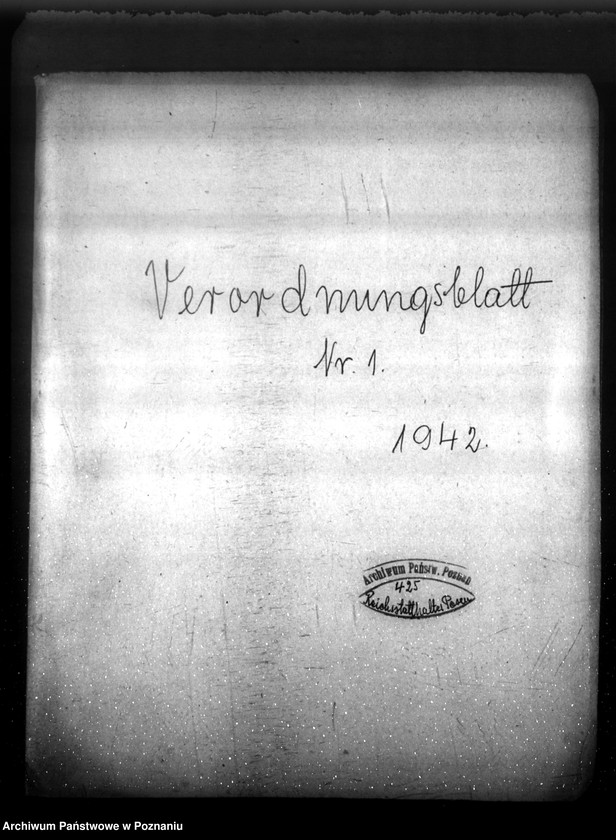 Verordnungsblatt
Nr. 1.
1942.
Archiwum Państw. Poznań
425
Reichsstatthalter Posen
Archiwum Państwowe w Poznaniu